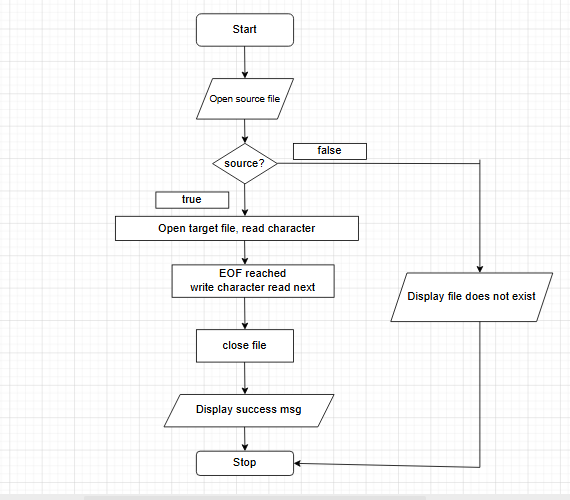 Start
Open source file
source?
false
true
Open target file, read character
EOF reached
write character read next
Display file does not exist
close file
Display success msg
Stop